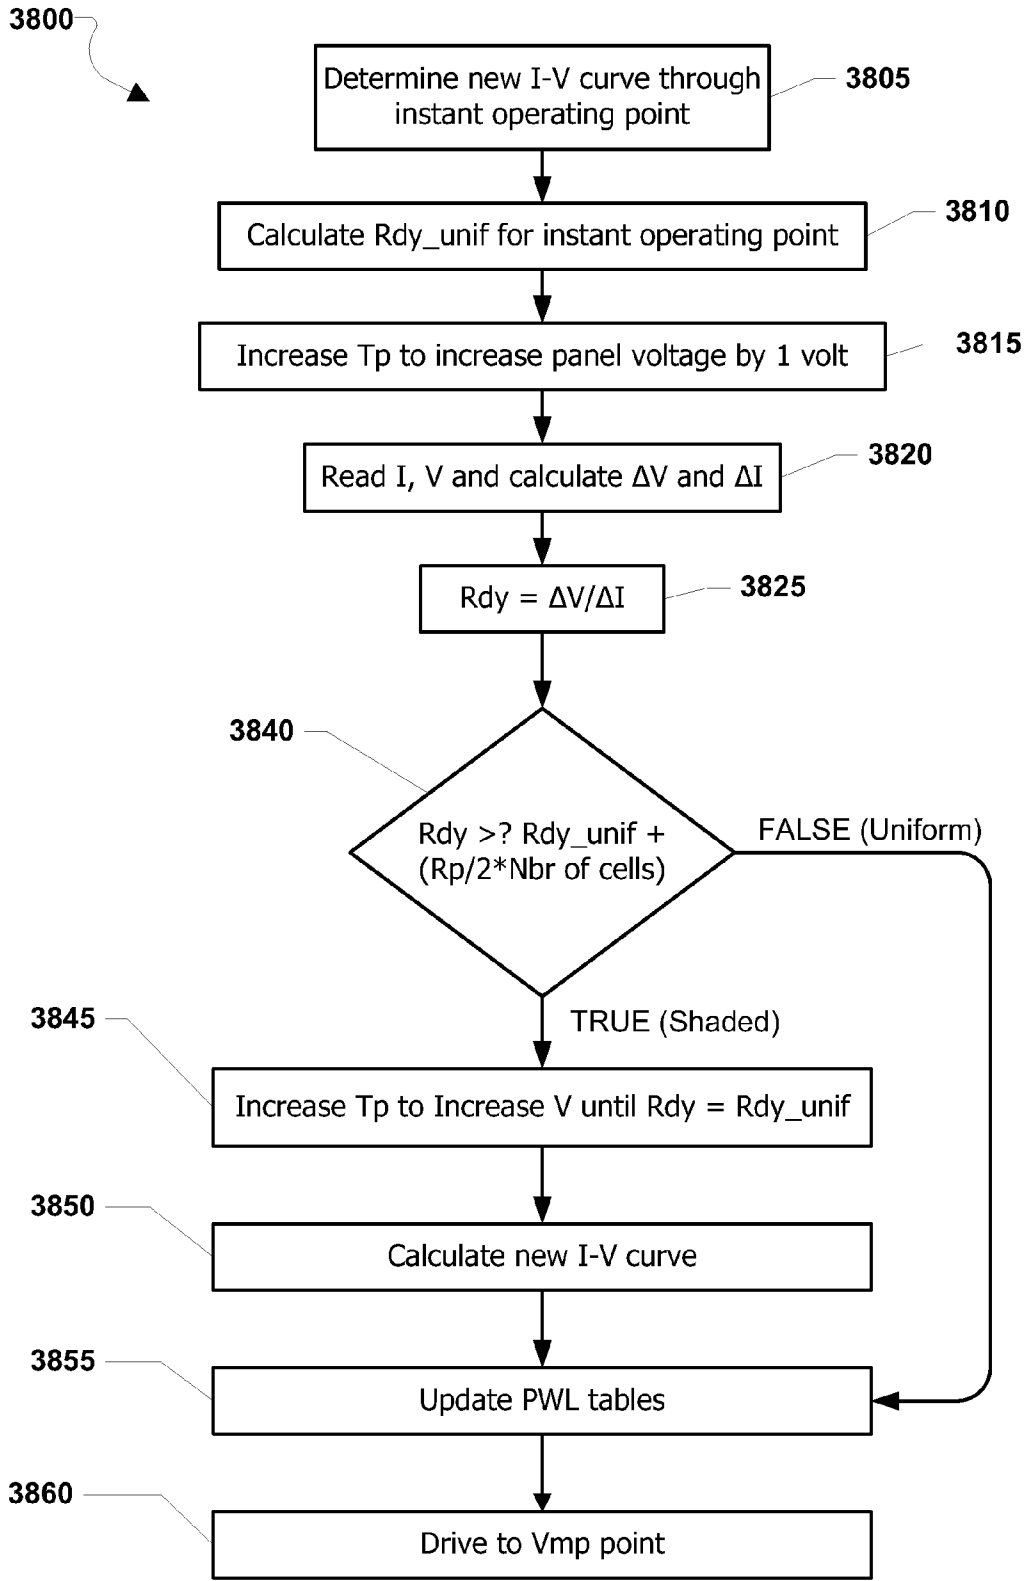 3800
Determine new I-V curve through
instant operating point
3805
Calculate Rdy_unif for instant operating point
3810
Increase Tp to increase panel voltage by 1 volt
3815
Read I, V and calculate ΔV and ΔI
3820
Rdy = ΔV/ΔI
3825
3840
Rdy >? Rdy_unif +
(Rp/2*Nbr of cells)
FALSE (Uniform)
TRUE (Shaded)
3845
Increase Tp to Increase V until Rdy = Rdy_unif
3850
Calculate new I-V curve
3855
Update PWL tables
3860
Drive to Vmp point